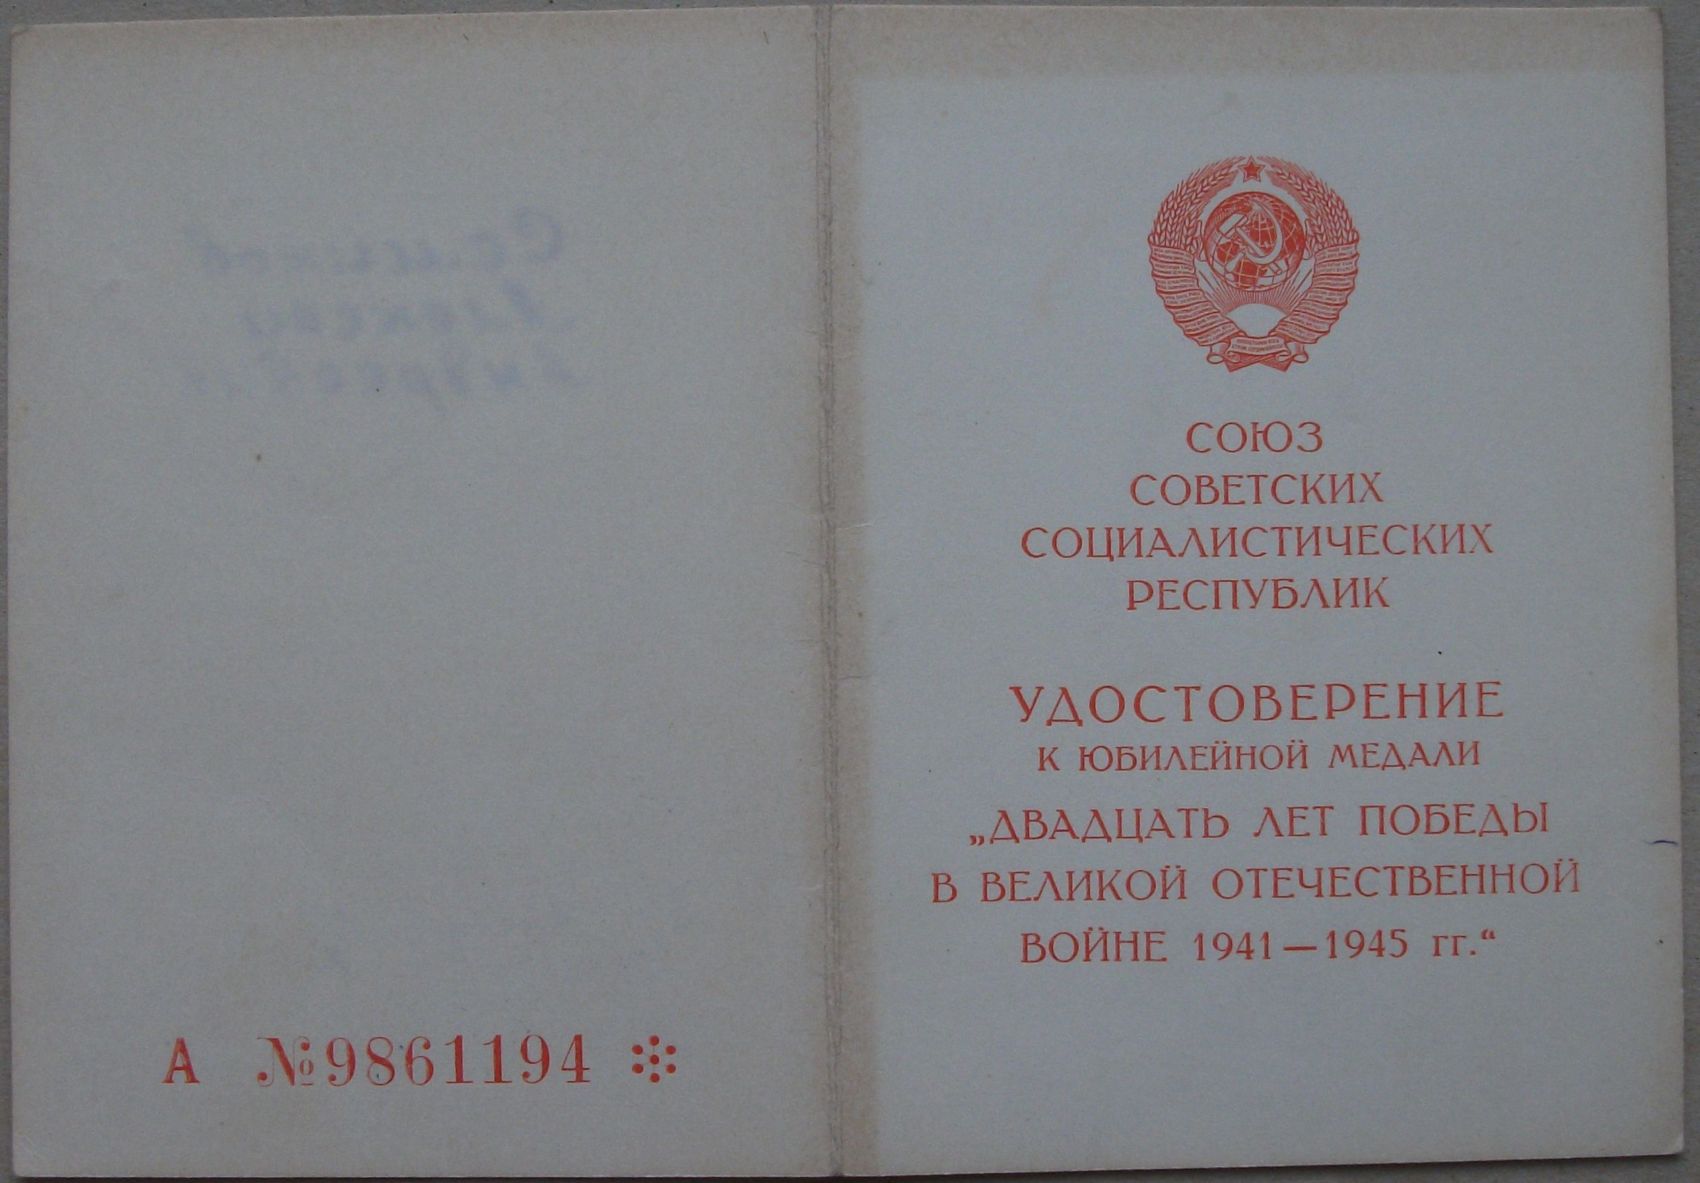 А №9861194
СОЮЗ
СОВЕТСКИХ
СОЦИАЛИСТИЧЕСКИХ
РЕСПУБЛИК
УДОСТОВЕРЕНИЕ
К ЮБИЛЕЙНОЙ МЕДАЛИ
„ДВАДЦАТЬ ЛЕТ ПОБЕДЫ
В ВЕЛИКОЙ ОТЕЧЕСТВЕННОЙ
ВОЙНЕ 1941—1945 гг.“